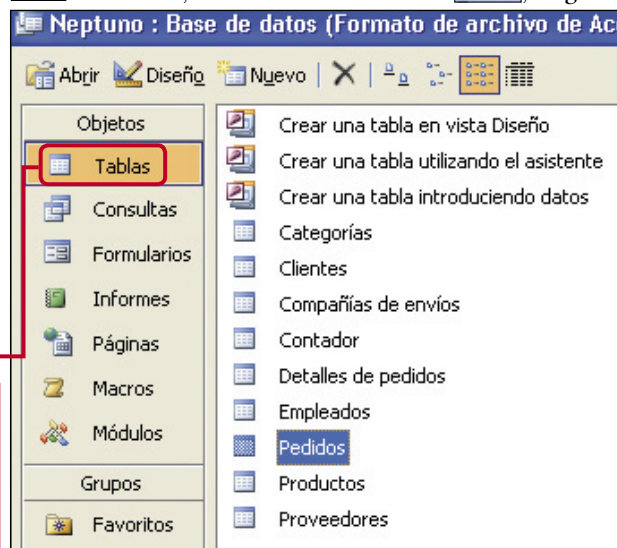 Neptuno : Base de datos (Formato de archivo de Ac
Abrir Diseño Nuevo
Objetos
Tablas
Consultas
Formularios
Informes
Páginas
Macros
Módulos
Grupos
Favoritos
Crear una tabla en vista Diseño
Crear una tabla utilizando el asistente
Crear una tabla introduciendo datos
Categorías
Clientes
Compañías de envíos
Contador
Detalles de pedidos
Empleados
Pedidos
Productos
Proveedores